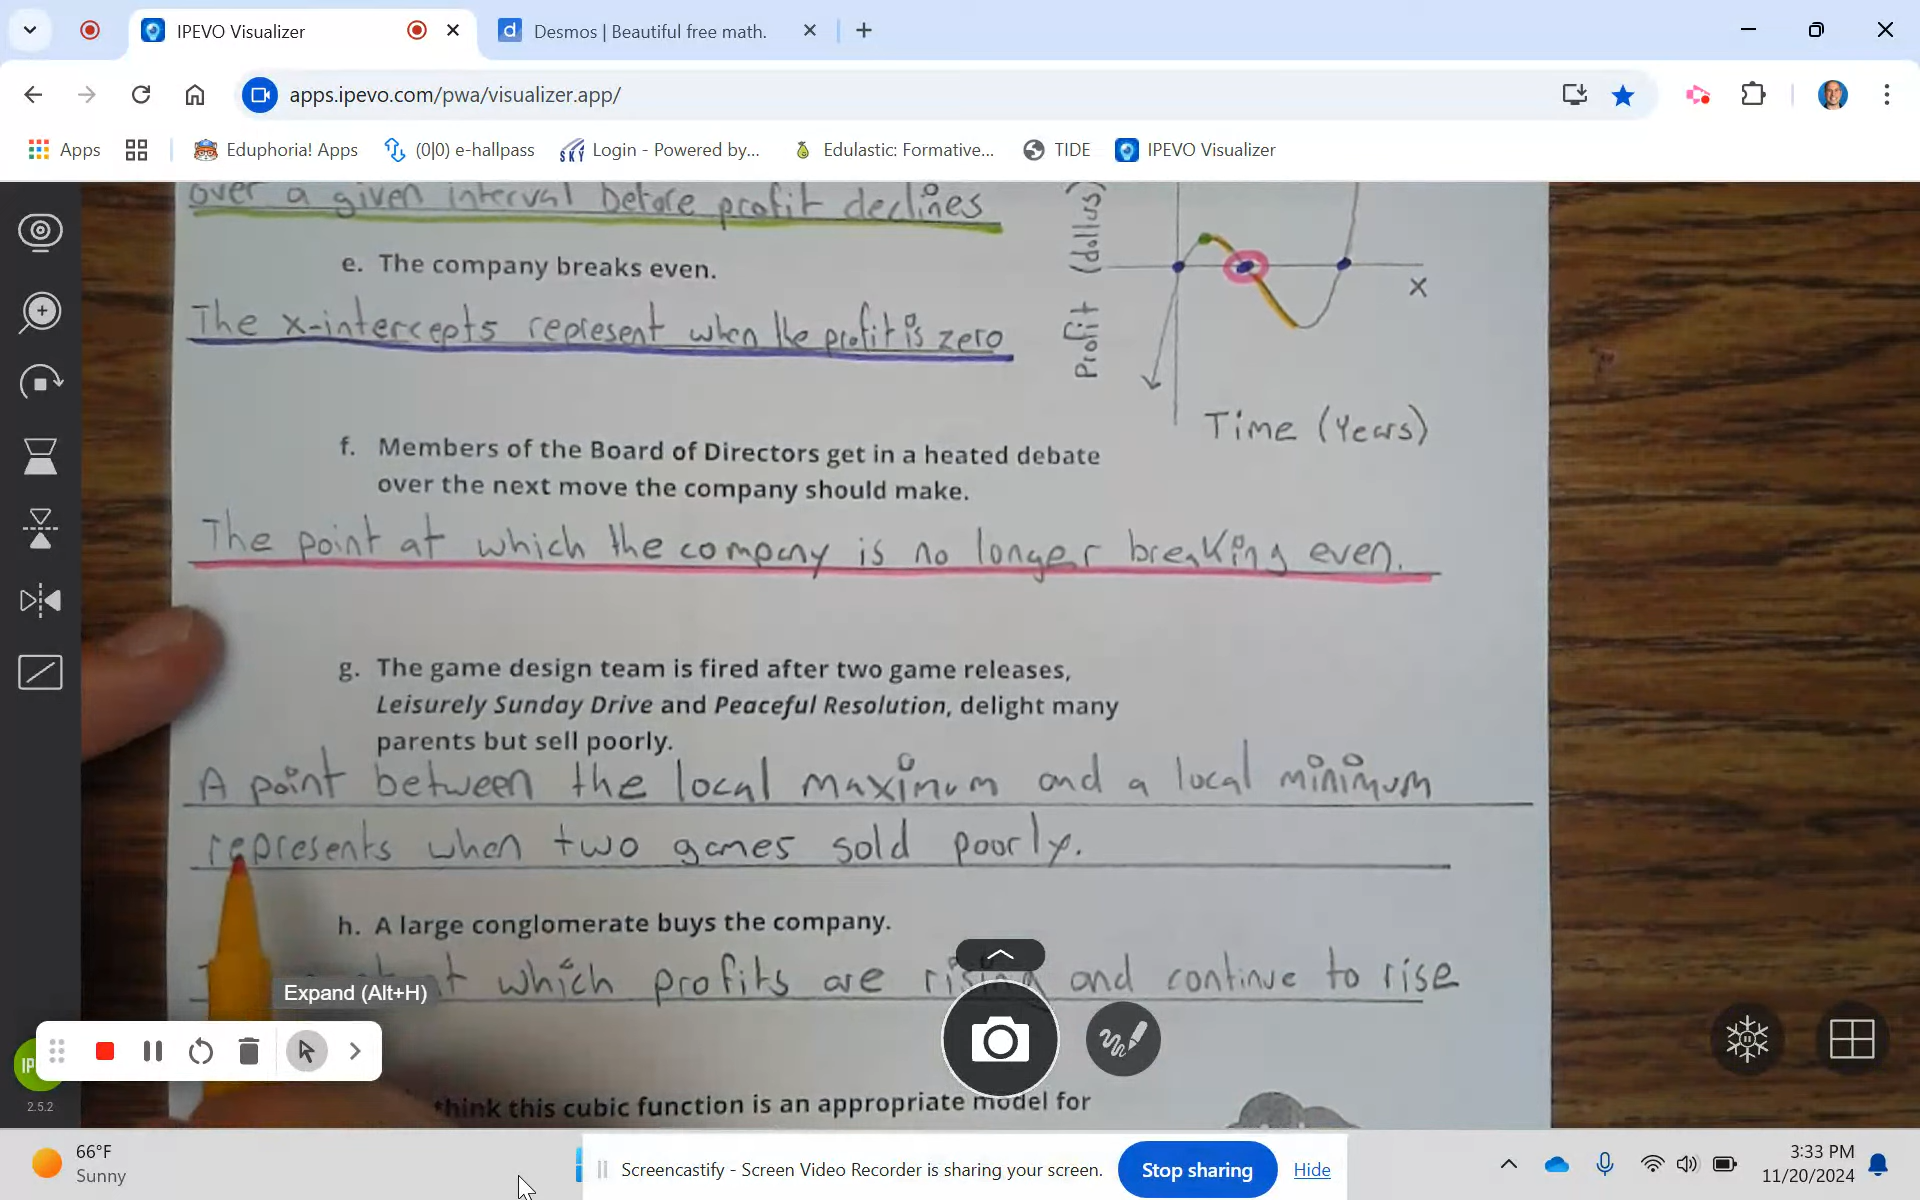 IPEVO Visualizer
Desmos | Beautiful free math.
apps.ipevo.com/pwa/visualizer.app/
Apps
Eduphoria! Apps
(0|0) e-hallpass
SKY
Login - Powered by...
Edulastic: Formative...
TIDE
IPEVO Visualizer
over a given interval before profit declines
e. The company breaks even.
The x-intercepts represent when the profit is zero
Profit (dollars)
x
Time (Years)
f. Members of the Board of Directors get in a heated debate
over the next move the company should make.
The point at which the company is no longer breaking even.
g. The game design team is fired after two game releases,
Leisurely Sunday Drive and Peaceful Resolution, delight many
parents but sell poorly.
A point between the local maximum and a local minimum
represents when two games sold poorly.
h. A large conglomerate buys the company.
which profits are rising and continue to rise
Expand (Alt+H)
think this cubic function is an appropriate model for
2.5.2
66°F
Sunny
Screencastify - Screen Video Recorder is sharing your screen.
Stop sharing
Hide
3:33 PM
11/20/2024